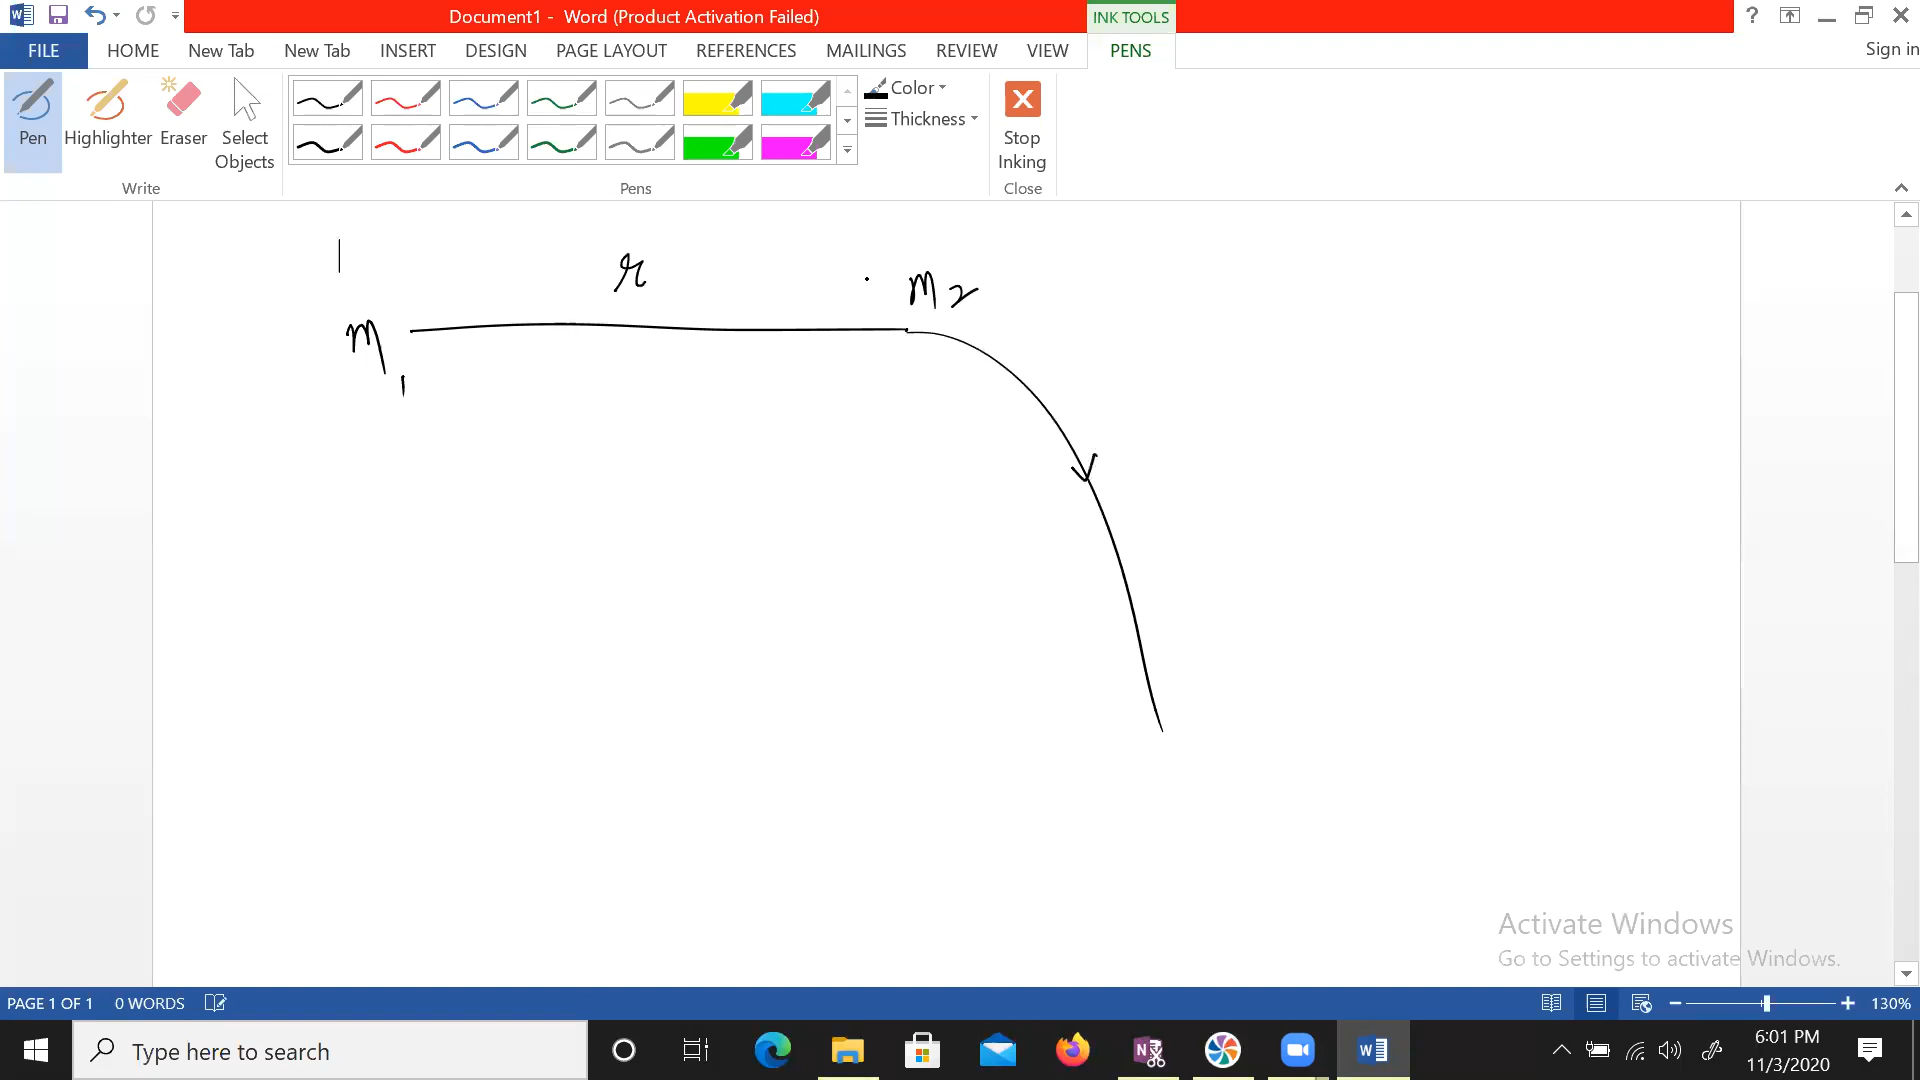 Document1 - Word (Product Activation Failed)
INK TOOLS
?
FILE HOME New Tab New Tab INSERT DESIGN PAGE LAYOUT REFERENCES MAILINGS REVIEW VIEW PENS Sign in
Pen
Highlighter
Eraser
Select Objects
Write
Pens
Color
Thickness
Stop Inking
Close
r
m2
m1
Activate Windows
Go to Settings to activate Windows.
PAGE 1 OF 1 0 WORDS 130%
Type here to search
6:01 PM
11/3/2020